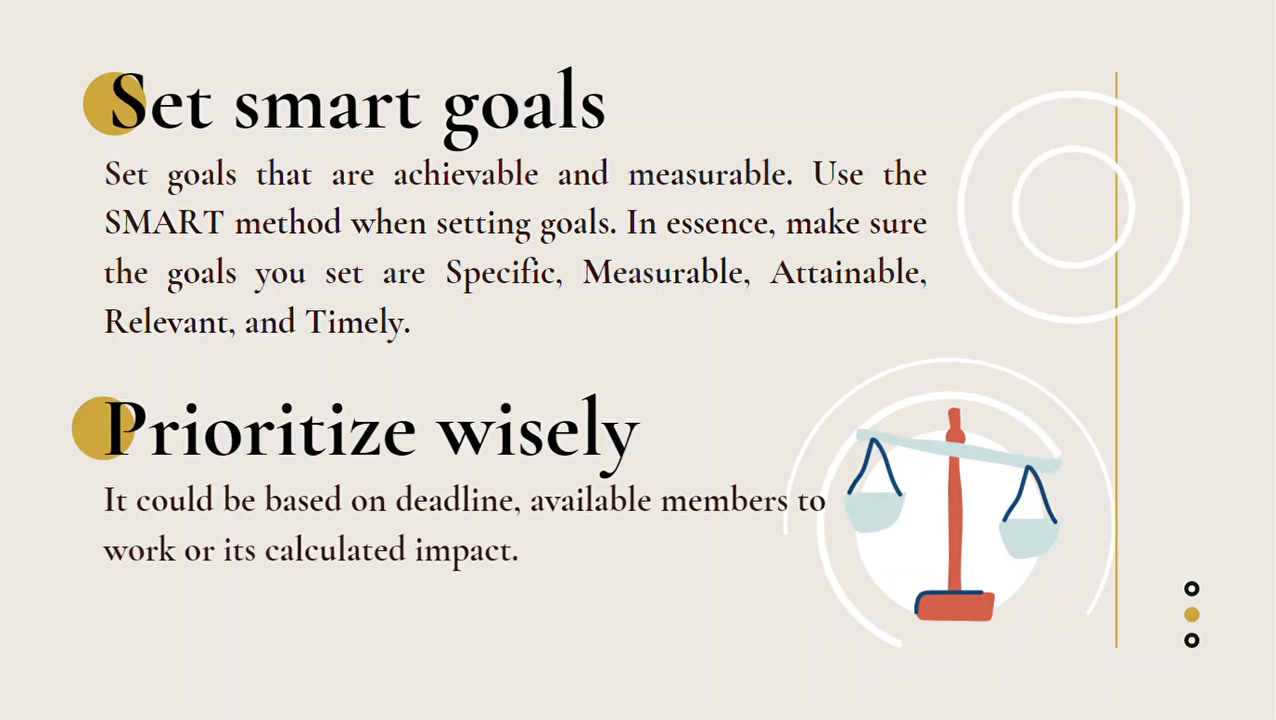 Set smart goals
Set goals that are achievable and measurable. Use the
SMART method when setting goals. In essence, make sure
the goals you set are Specific, Measurable, Attainable,
Relevant, and Timely.
Prioritize wisely
It could be based on deadline, available members to
work or its calculated impact.